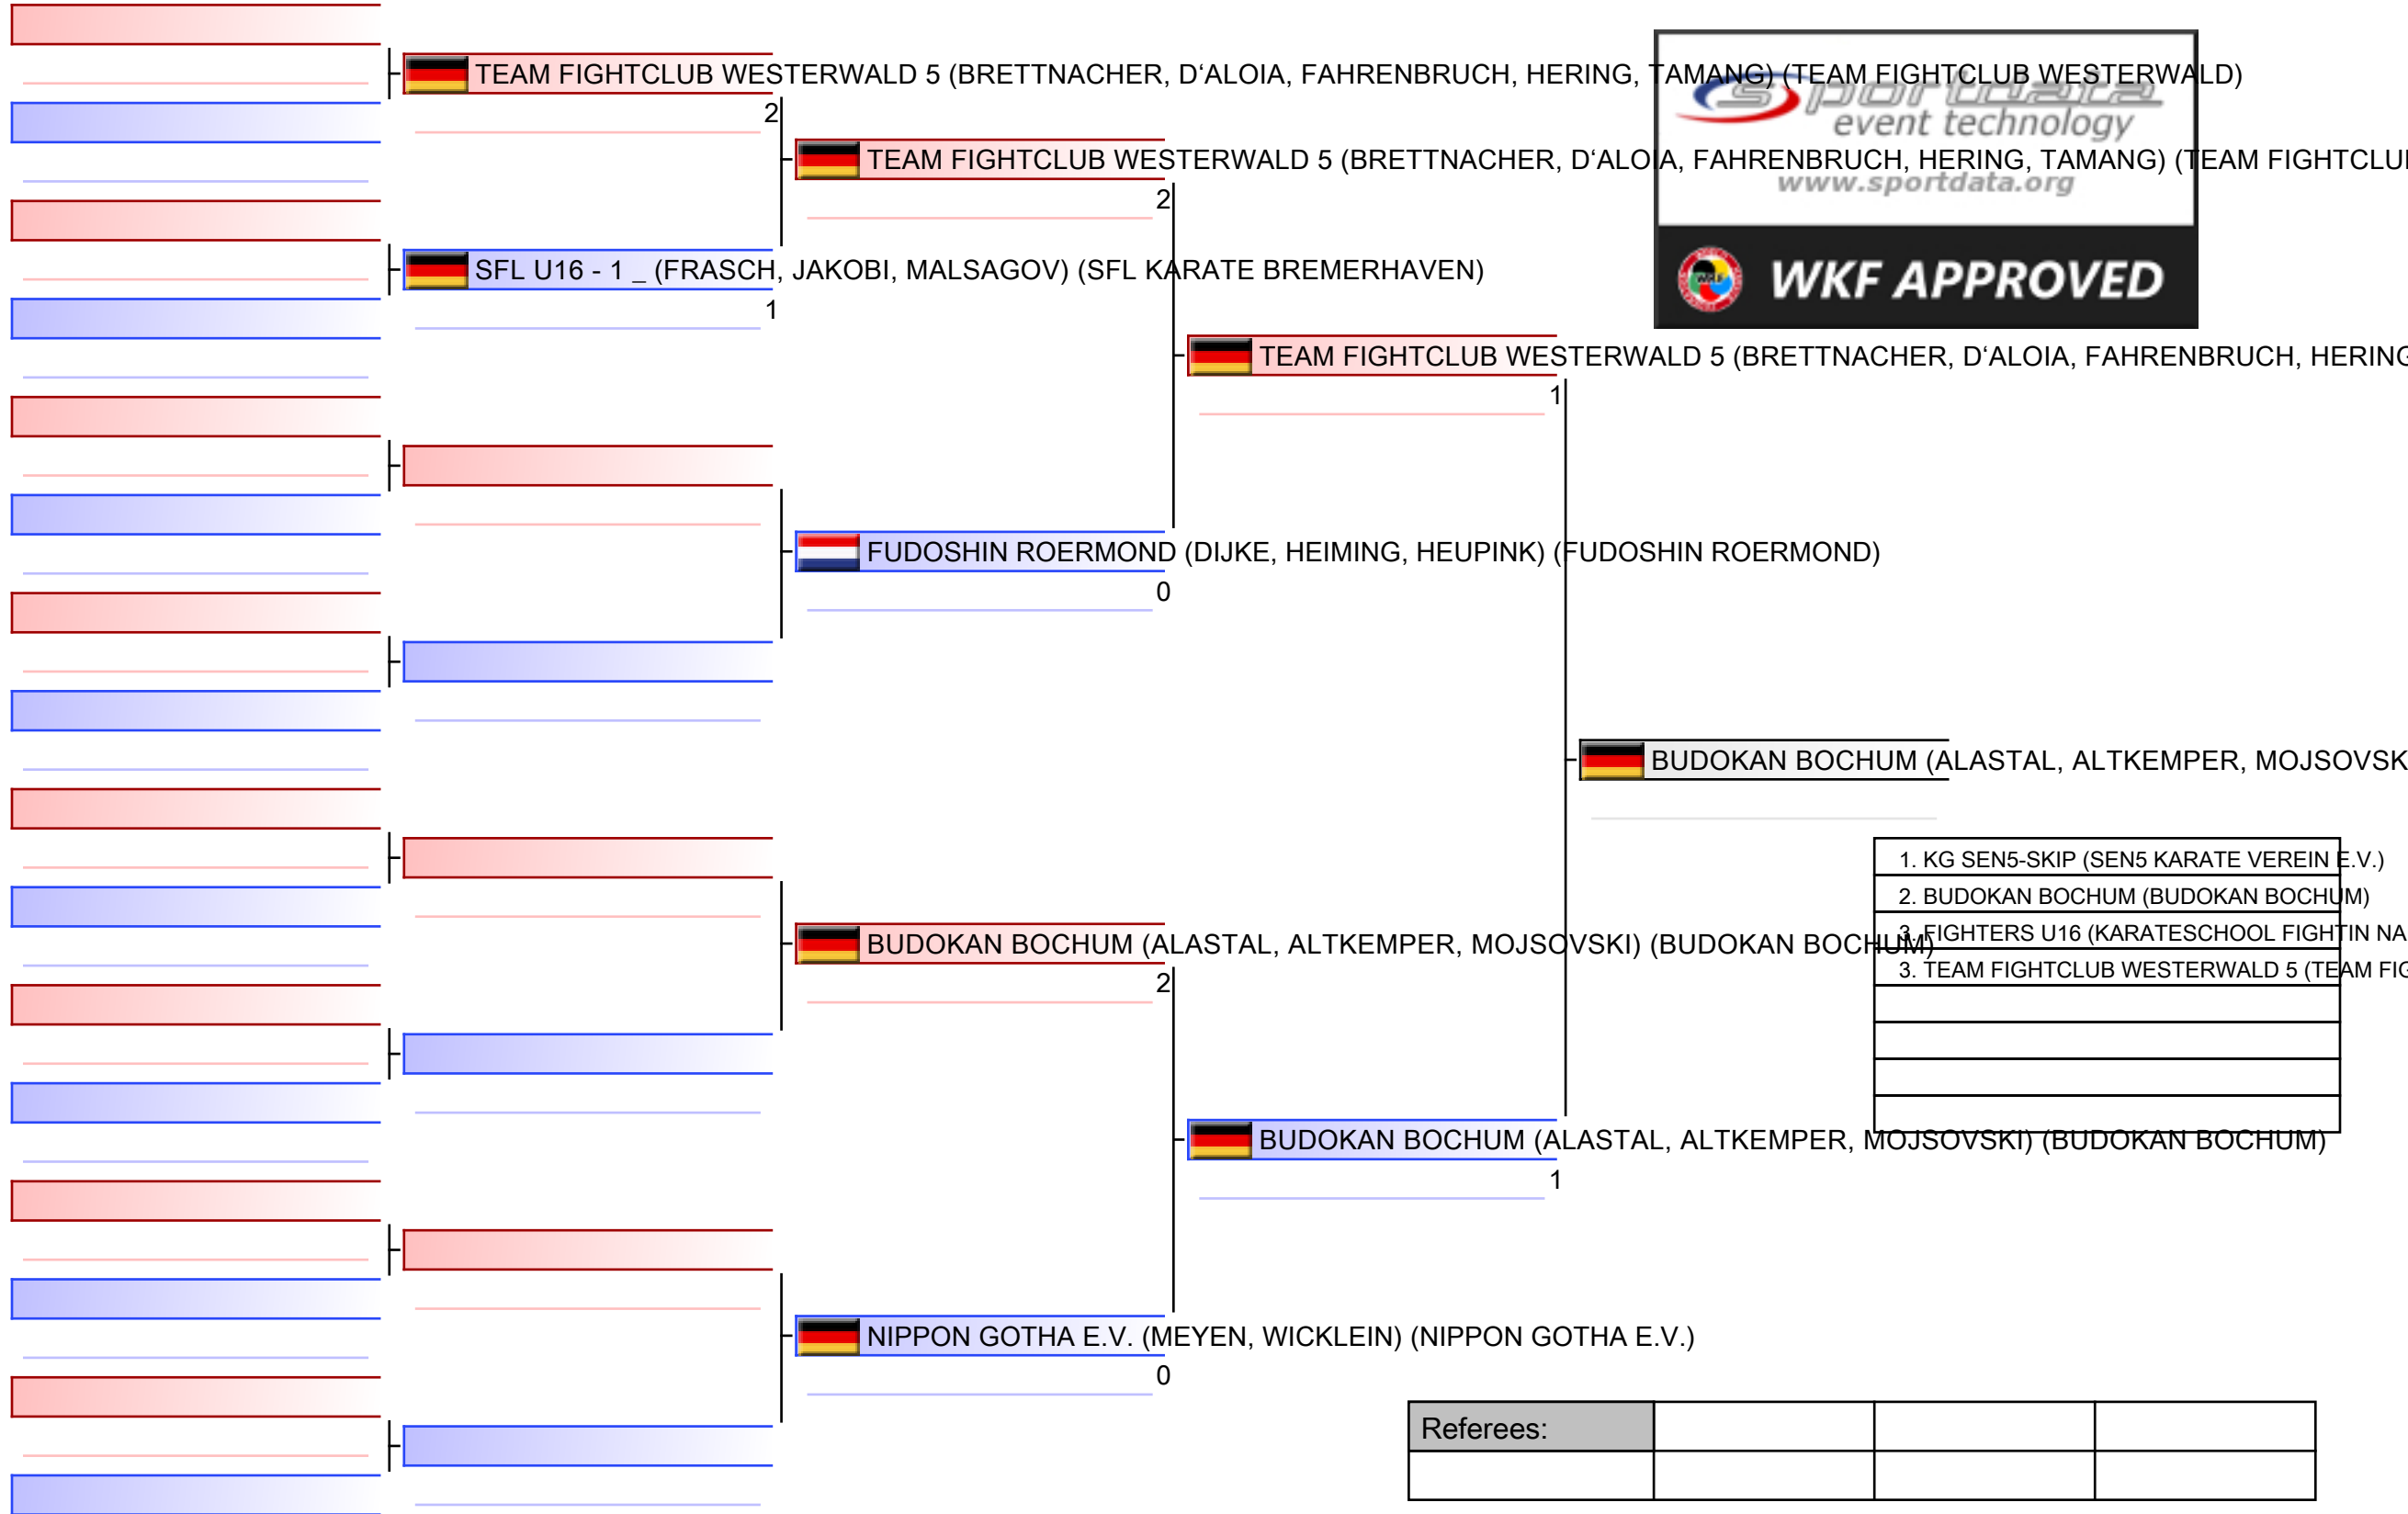 TEAM FIGHTCLUB WESTERWALD 5 (BRETTNACHER, D'ALOIA, FAHRENBRUCH, HERING, TAMANG) (TEAM FIGHTCLUB WESTERWALD)
2
sportdata
event technology
www.sportdata.org
WKF APPROVED
TEAM FIGHTCLUB WESTERWALD 5 (BRETTNACHER, D'ALOIA, FAHRENBRUCH, HERING, TAMANG) (TEAM FIGHTCLU
2
SFL U16 - 1 _ (FRASCH, JAKOBI, MALSAGOV) (SFL KARATE BREMERHAVEN)
1
TEAM FIGHTCLUB WESTERWALD 5 (BRETTNACHER, D'ALOIA, FAHRENBRUCH, HERING
1
FUDOSHIN ROERMOND (DIJKE, HEIMING, HEUPINK) (FUDOSHIN ROERMOND)
0
BUDOKAN BOCHUM (ALASTAL, ALTKEMPER, MOJSOVSK
1. KG SEN5-SKIP (SEN5 KARATE VEREIN E.V.)
2. BUDOKAN BOCHUM (BUDOKAN BOCHUM)
3. FIGHTERS U16 (KARATESCHOOL FIGHTIN NA
3. TEAM FIGHTCLUB WESTERWALD 5 (TEAM FIG
BUDOKAN BOCHUM (ALASTAL, ALTKEMPER, MOJSOVSKI) (BUDOKAN BOCHUM)
2
BUDOKAN BOCHUM (ALASTAL, ALTKEMPER, MOJSOVSKI) (BUDOKAN BOCHUM)
1
NIPPON GOTHA E.V. (MEYEN, WICKLEIN) (NIPPON GOTHA E.V.)
0
Referees: